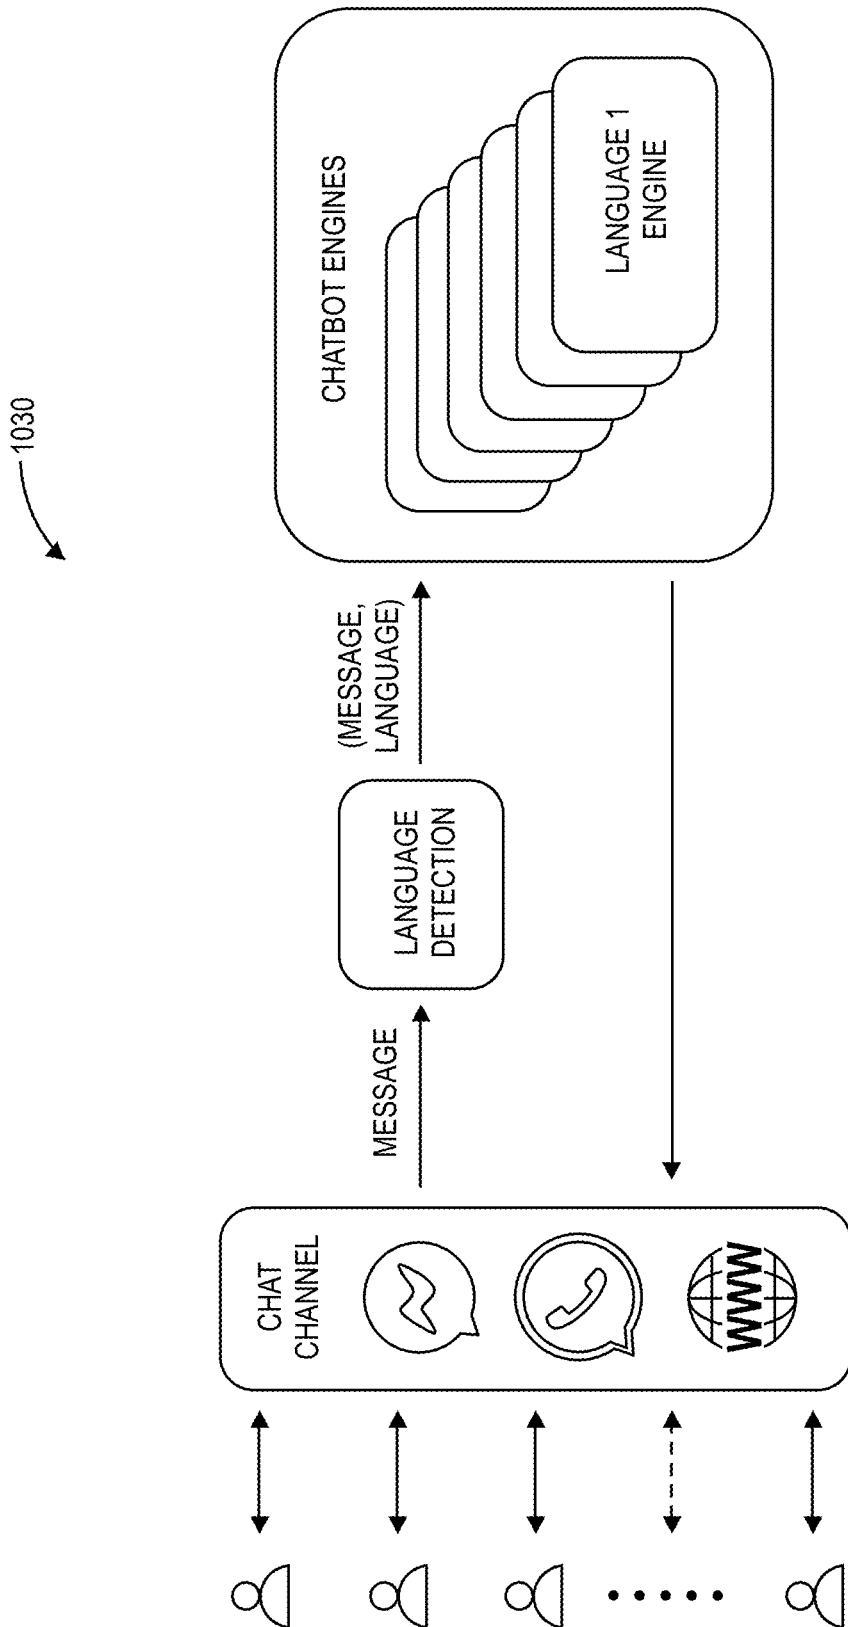 1030
CHAT
CHANNEL
WWW
MESSAGE
LANGUAGE
DETECTION
(MESSAGE,
LANGUAGE)
CHATBOT ENGINES
LANGUAGE 1
ENGINE